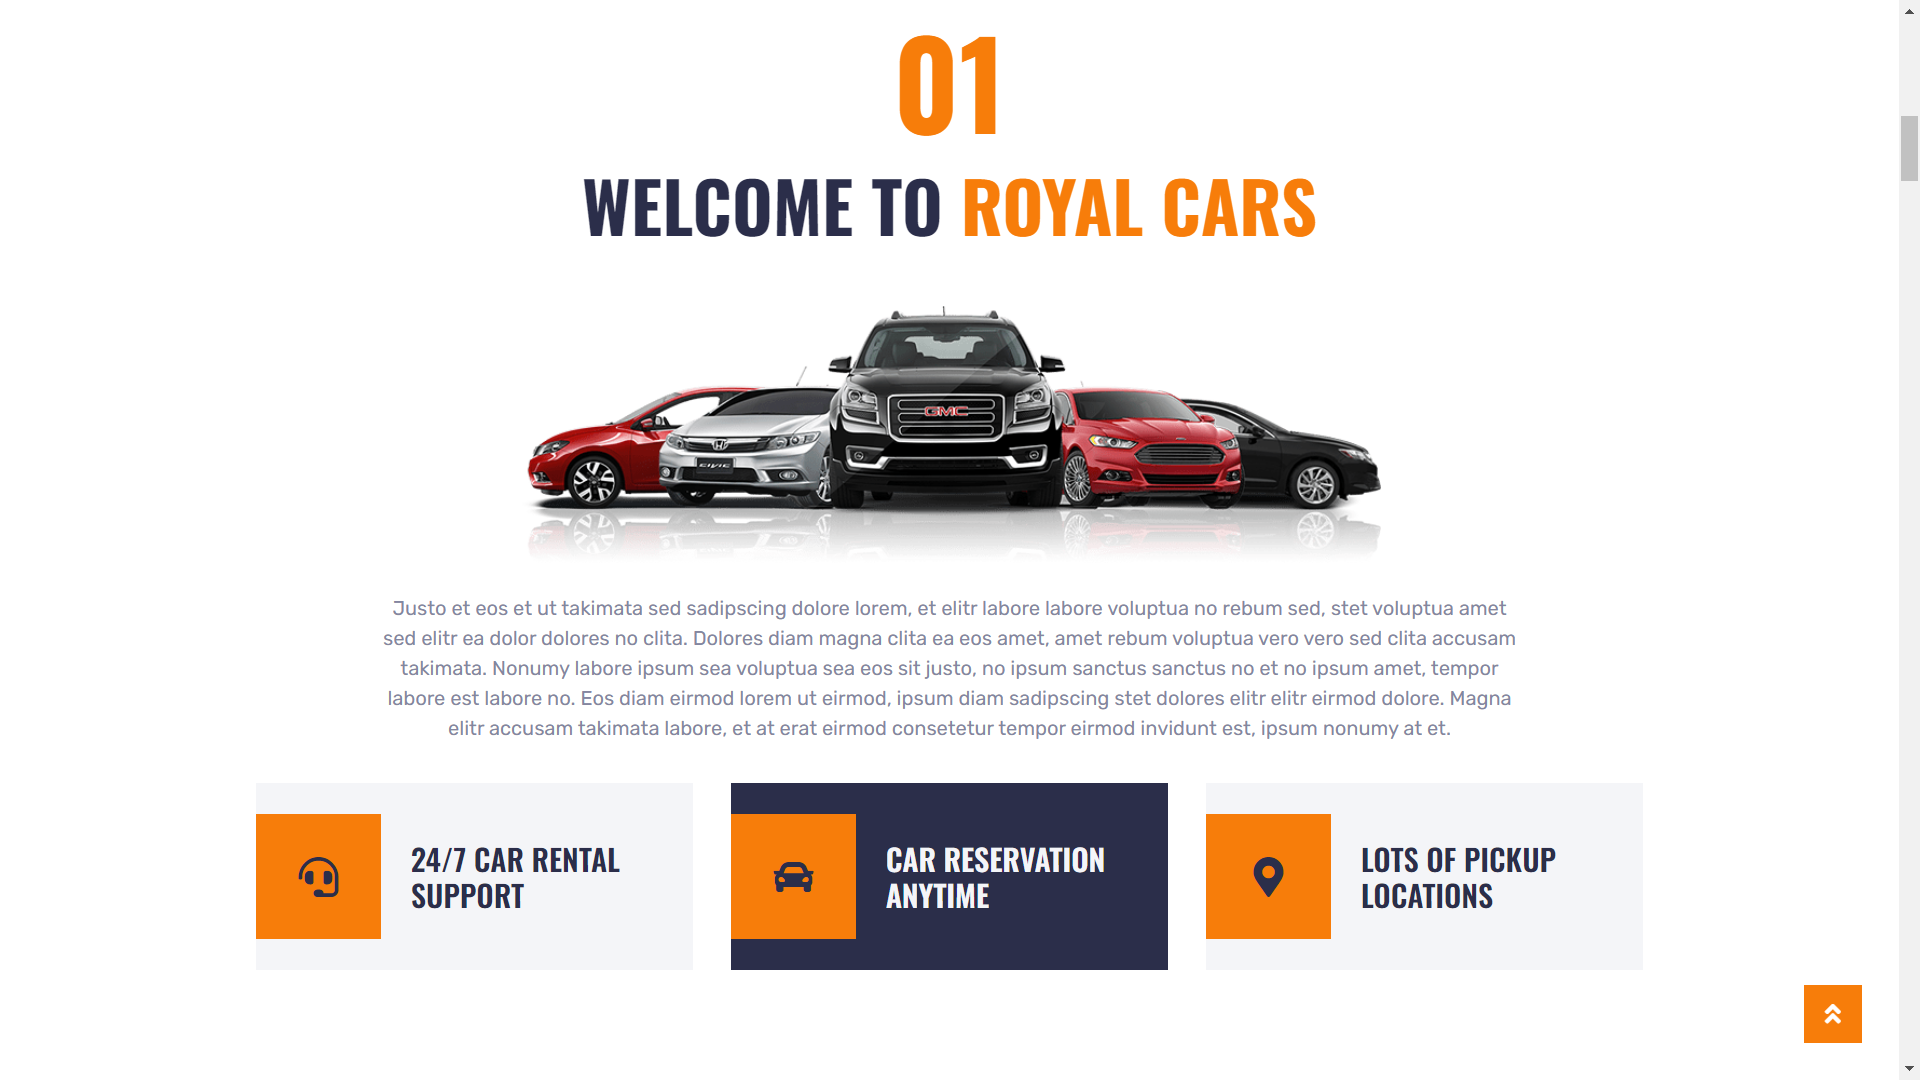 01
WELCOME TO ROYAL CARS
GMC
CIVIC
Justo et eos et ut takimata sed sadipscing dolore lorem, et elitr labore labore voluptua no rebum sed, stet voluptua amet
sed elitr ea dolor dolores no clita. Dolores diam magna clita ea eos amet, amet rebum voluptua vero vero sed clita accusam
takimata. Nonumy labore ipsum sea voluptua sea eos sit justo, no ipsum sanctus sanctus no et no ipsum amet, tempor
labore est labore no. Eos diam eirmod lorem ut eirmod, ipsum diam sadipscing stet dolores elitr elitr eirmod dolore. Magna
elitr accusam takimata labore, et at erat eirmod consetetur tempor eirmod invidunt est, ipsum nonumy at et.
24/7 CAR RENTAL
SUPPORT
CAR RESERVATION
ANYTIME
LOTS OF PICKUP
LOCATIONS